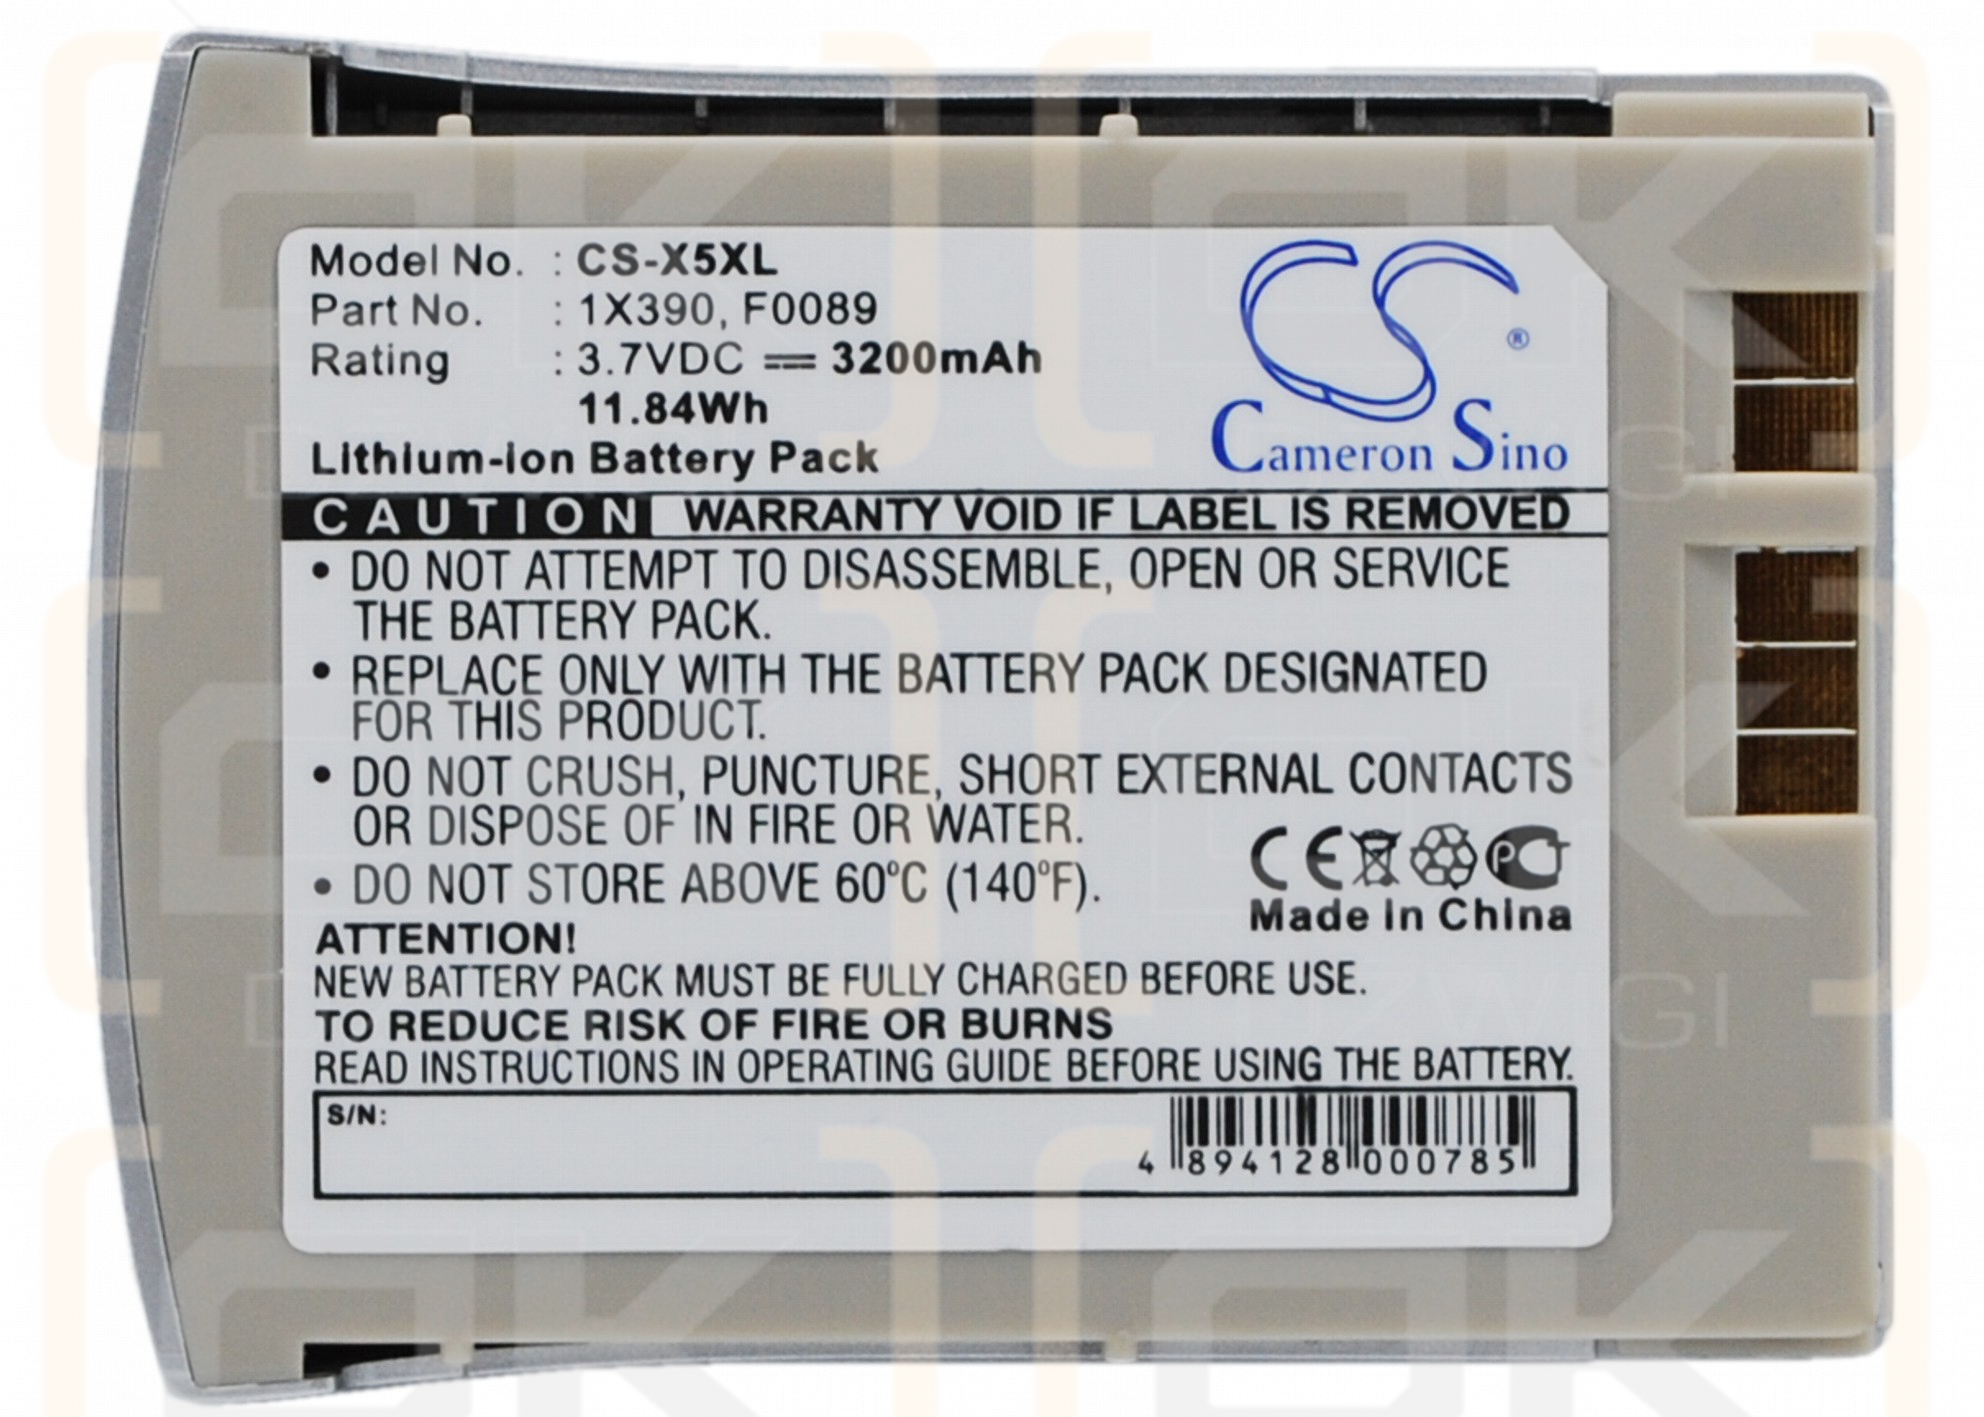 Model No. : CS-X5XL
Part No. : 1X390, F0089
Rating : 3.7VDC ⎓ 3200mAh
11.84Wh
Lithium-ion Battery Pack
CS ®
Cameron Sino
CAUTION WARRANTY VOID IF LABEL IS REMOVED
• DO NOT ATTEMPT TO DISASSEMBLE, OPEN OR SERVICE
THE BATTERY PACK.
• REPLACE ONLY WITH THE BATTERY PACK DESIGNATED
FOR THIS PRODUCT.
• DO NOT CRUSH, PUNCTURE, SHORT EXTERNAL CONTACTS
OR DISPOSE OF IN FIRE OR WATER.
• DO NOT STORE ABOVE 60°C (140°F).
CE PCT
Made in China
ATTENTION!
NEW BATTERY PACK MUST BE FULLY CHARGED BEFORE USE.
TO REDUCE RISK OF FIRE OR BURNS
READ INSTRUCTIONS IN OPERATING GUIDE BEFORE USING THE BATTERY.
S/N:
4 894128 000785